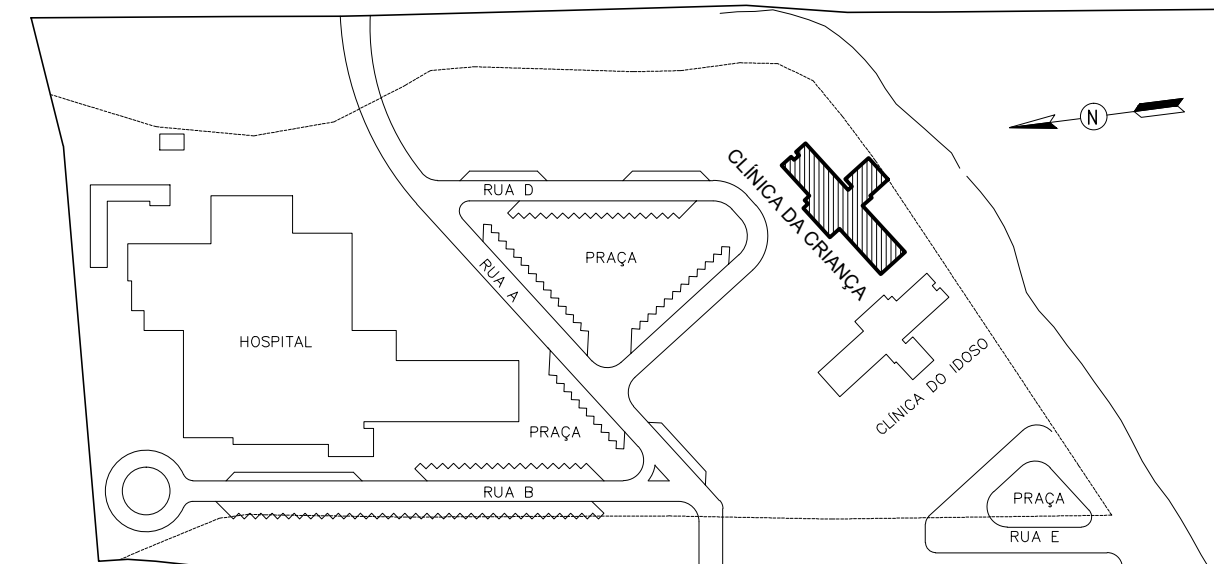 N
CLÍNICA DA CRIANÇA
RUA D
PRAÇA
RUA A
HOSPITAL
CLÍNICA DO IDOSO
PRAÇA
RUA B
PRAÇA
RUA E